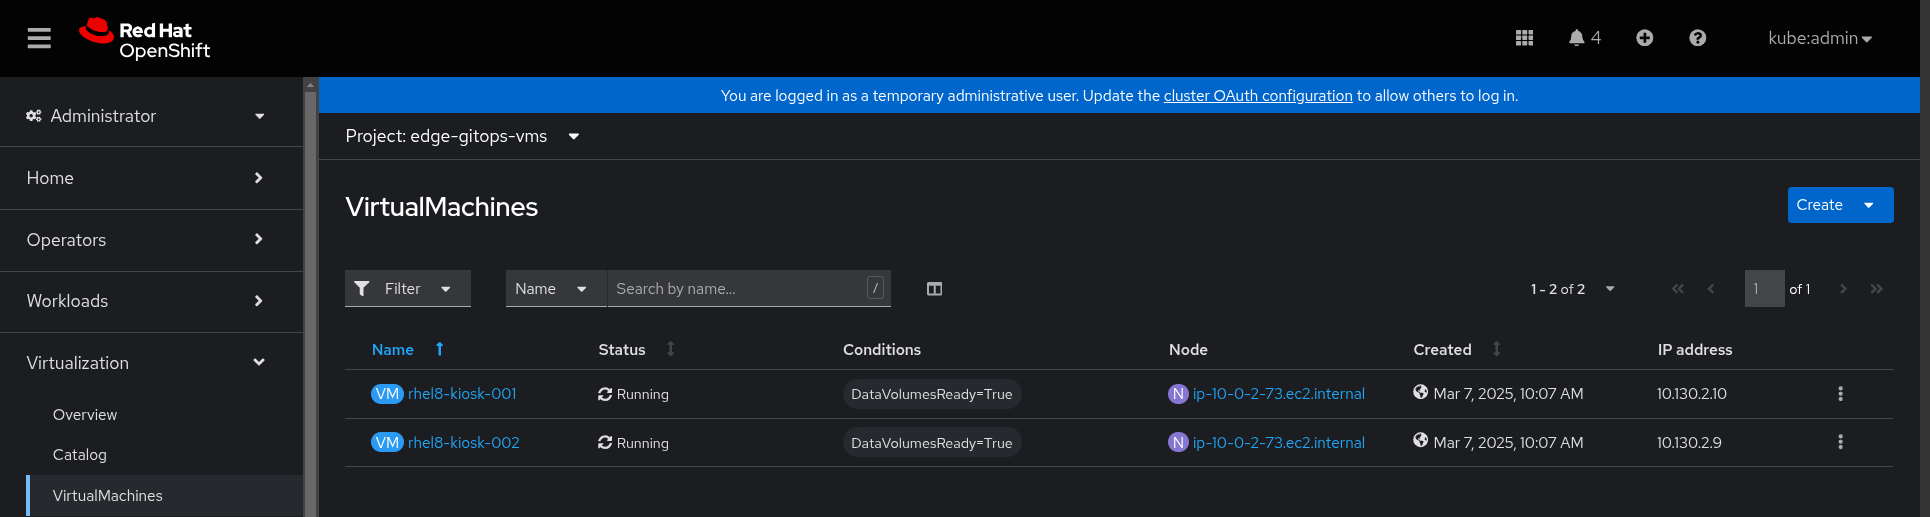 Red Hat
OpenShift
4
kube:admin
You are logged in as a temporary administrative user. Update the cluster OAuth configuration to allow others to log in.
Administrator
Home
Operators
Workloads
Virtualization
Overview
Catalog
VirtualMachines
Project: edge-gitops-vms
VirtualMachines
Create
Filter
Name
Search by name...
/
1 - 2 of 2
1 of 1
Name Status Conditions Node Created IP address
VM rhel8-kiosk-001 Running DataVolumesReady=True N ip-10-0-2-73.ec2.internal Mar 7, 2025, 10:07 AM 10.130.2.10
VM rhel8-kiosk-002 Running DataVolumesReady=True N ip-10-0-2-73.ec2.internal Mar 7, 2025, 10:07 AM 10.130.2.9